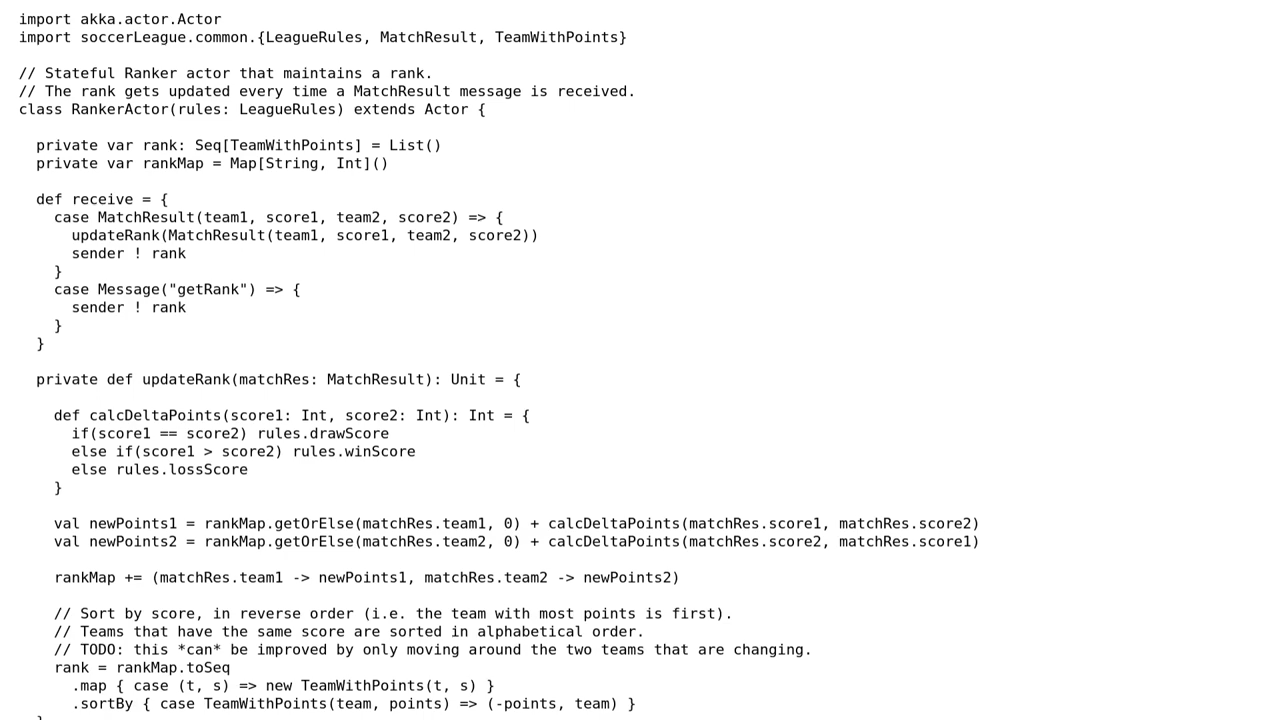 import akka.actor.Actor
import soccerLeague.common.{LeagueRules, MatchResult, TeamWithPoints}

// Stateful Ranker actor that maintains a rank.
// The rank gets updated every time a MatchResult message is received.
class RankerActor(rules: LeagueRules) extends Actor {

  private var rank: Seq[TeamWithPoints] = List()
  private var rankMap = Map[String, Int]()

  def receive = {
    case MatchResult(team1, score1, team2, score2) => {
      updateRank(MatchResult(team1, score1, team2, score2))
      sender ! rank
    }
    case Message("getRank") => {
      sender ! rank
    }
  }

  private def updateRank(matchRes: MatchResult): Unit = {

    def calcDeltaPoints(score1: Int, score2: Int): Int = {
      if(score1 == score2) rules.drawScore
      else if(score1 > score2) rules.winScore
      else rules.lossScore
    }

    val newPoints1 = rankMap.getOrElse(matchRes.team1, 0) + calcDeltaPoints(matchRes.score1, matchRes.score2)
    val newPoints2 = rankMap.getOrElse(matchRes.team2, 0) + calcDeltaPoints(matchRes.score2, matchRes.score1)

    rankMap += (matchRes.team1 -> newPoints1, matchRes.team2 -> newPoints2)

    // Sort by score, in reverse order (i.e. the team with most points is first).
    // Teams that have the same score are sorted in alphabetical order.
    // TODO: this *can* be improved by only moving around the two teams that are changing.
    rank = rankMap.toSeq
      .map { case (t, s) => new TeamWithPoints(t, s) }
      .sortBy { case TeamWithPoints(team, points) => (-points, team) }